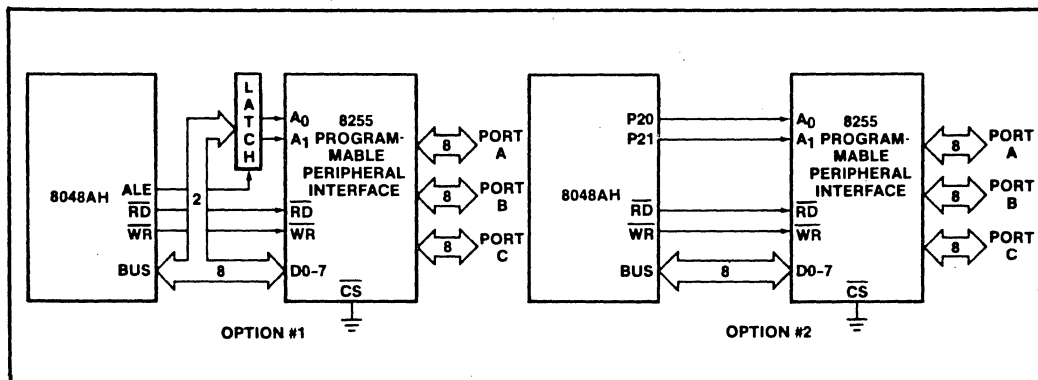 8048AH
ALE
RD
WR
BUS
2
8
LATCH
A0
A1
RD
WR
D0-7
CS
8255
PROGRAM-
MABLE
PERIPHERAL
INTERFACE
8
PORT
A
8
PORT
B
8
PORT
C
OPTION #1
8048AH
P20
P21
RD
WR
BUS
8
A0
A1
RD
WR
D0-7
CS
8255
PROGRAM-
MABLE
PERIPHERAL
INTERFACE
8
PORT
A
8
PORT
B
8
PORT
C
OPTION #2